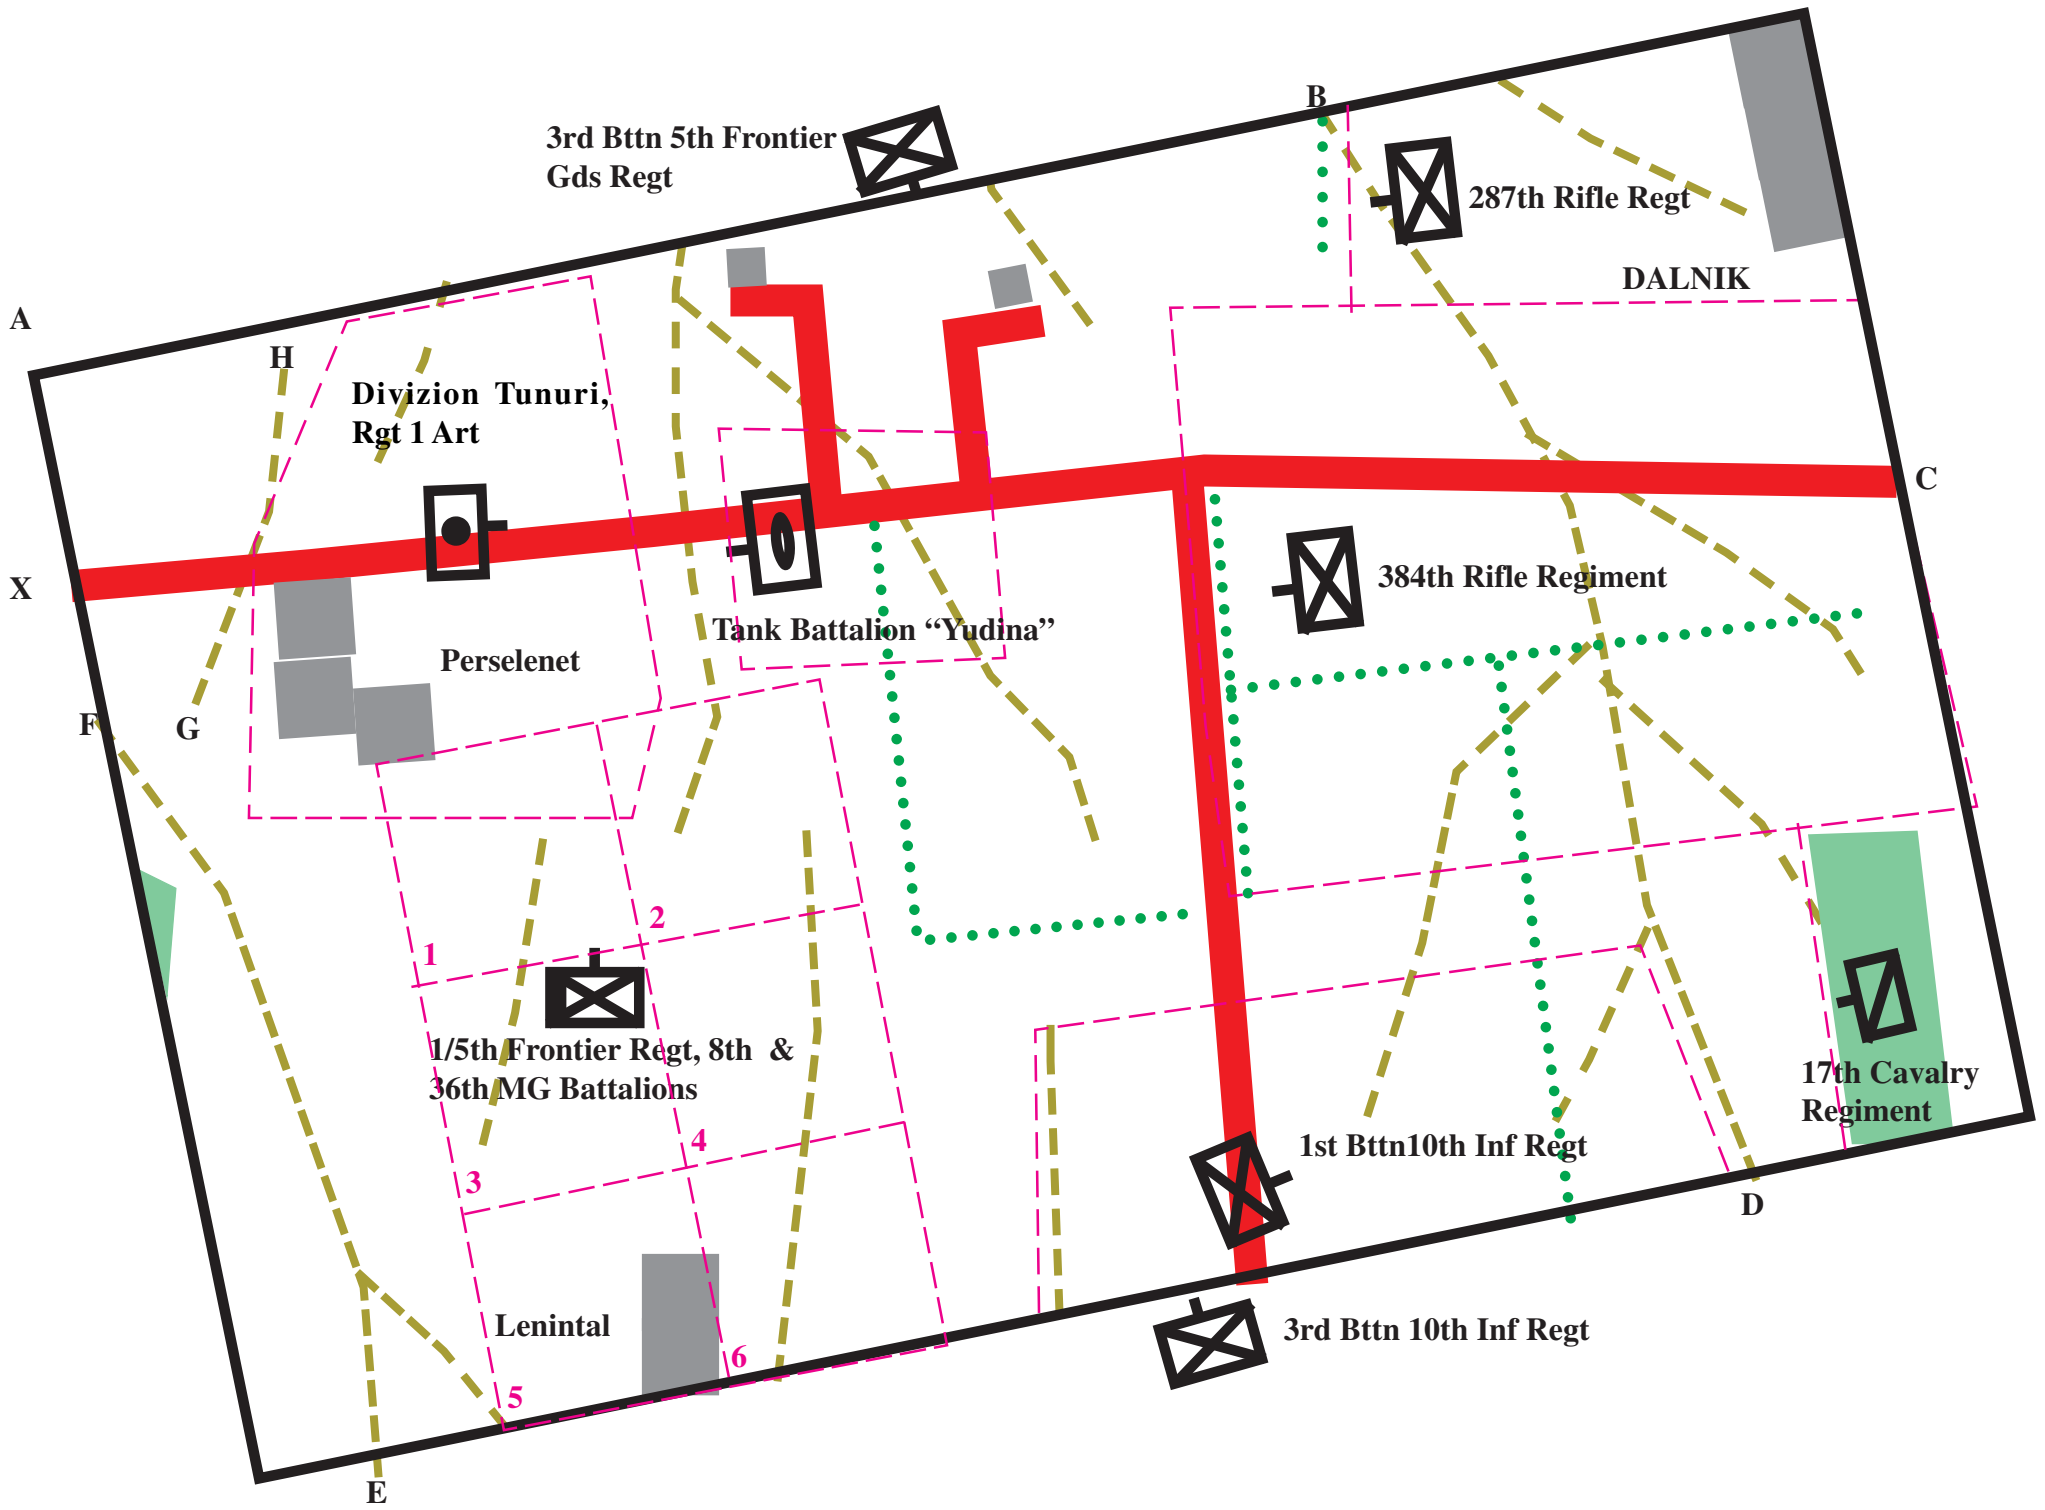 B
3rd Bttn 5th Frontier
Gds Regt
287th Rifle Regt
DALNIK
A
H
Divizion Tunuri,
Rgt 1 Art
C
X
384th Rifle Regiment
Tank Battalion “Yudina”
Perselenet
F
G
2
1
1/5th Frontier Regt, 8th &
36th MG Battalions
17th Cavalry
Regiment
4
1st Bttn10th Inf Regt
3
D
Lenintal
3rd Bttn 10th Inf Regt
6
5
E